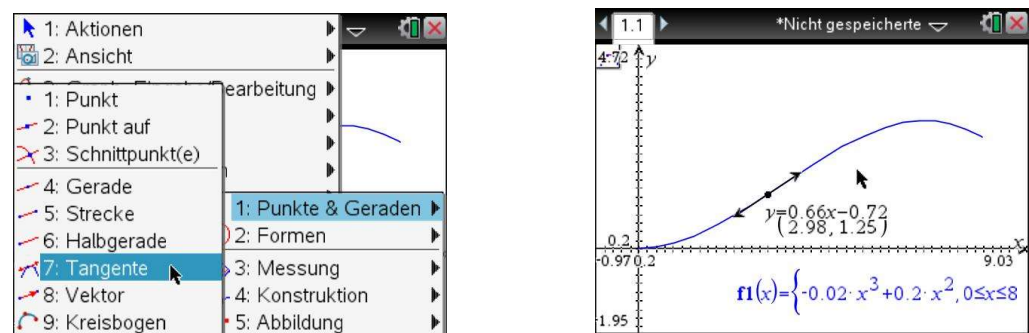 1: Aktionen
2: Ansicht
earbeitung
1: Punkt
2: Punkt auf
3: Schnittpunkt(e)
4: Gerade
5: Strecke
6: Halbgerade
7: Tangente
8: Vektor
9: Kreisbogen
1: Punkte & Geraden
2: Formen
3: Messung
4: Konstruktion
5: Abbildung
1.1
*Nicht gespeicherte
4.72
y
y=0.66x−0.72
(2.98, 1.25)
0.2
x
-0.97
0.2
9.03
f1(x)={-0.02·x³+0.2·x², 0≤x≤8
1.95